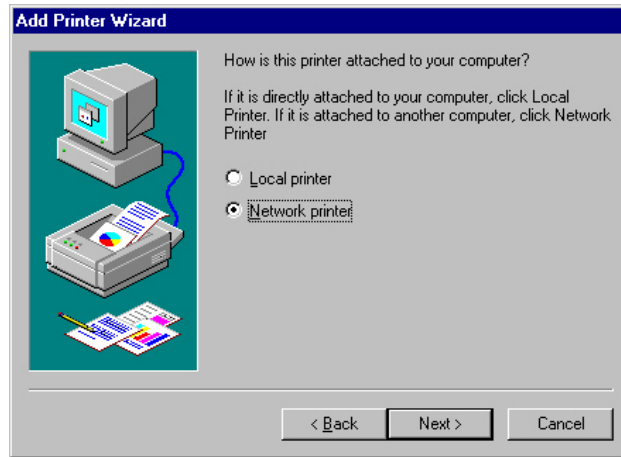 Add Printer Wizard
How is this printer attached to your computer?
If it is directly attached to your computer, click Local
Printer. If it is attached to another computer, click Network
Printer
Local printer
Network printer
< Back Next > Cancel